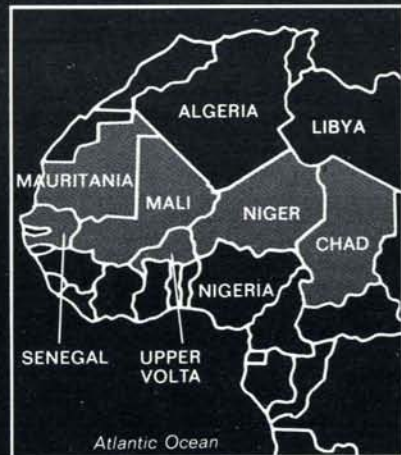 ALGERIA
LIBYA
MAURITANIA
MALI
NIGER
CHAD
NIGERIA
SENEGAL
UPPER
VOLTA
Atlantic Ocean